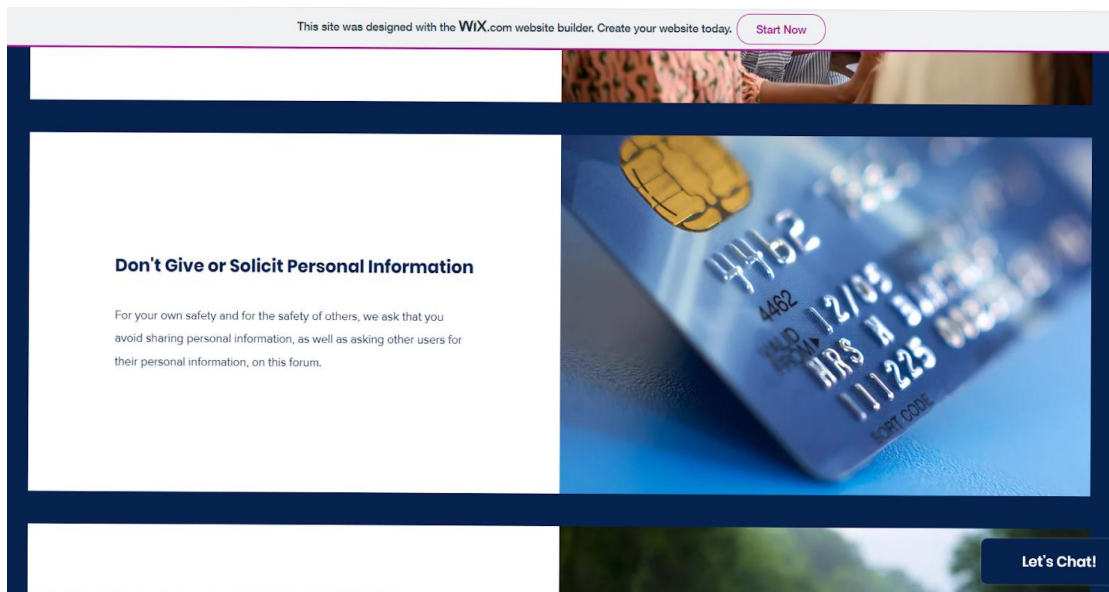 This site was designed with the WiX.com website builder. Create your website today. Start Now
Don't Give or Solicit Personal Information
For your own safety and for the safety of others, we ask that you
avoid sharing personal information, as well as asking other users for
their personal information, on this forum.
4462
4462
VALID
FROM▶ 12/05
MRS M
111225
SORT CODE
Let's Chat!